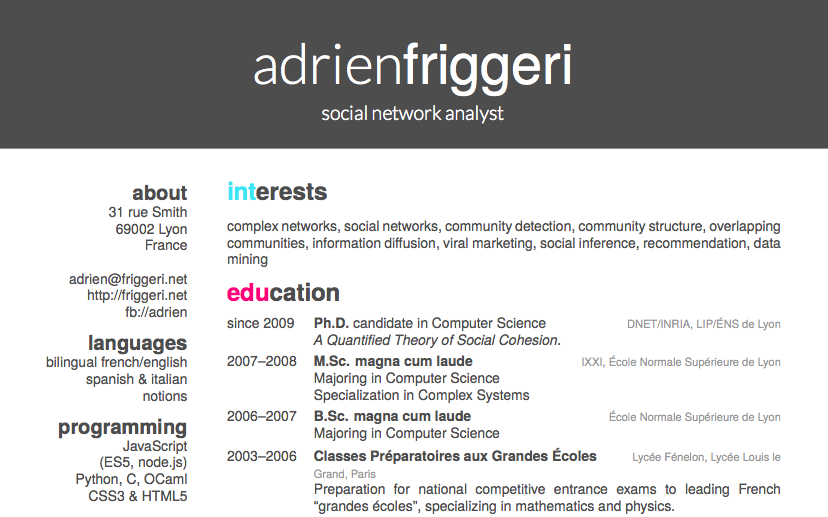 adrienfriggeri
social network analyst
about
31 rue Smith
69002 Lyon
France
adrien@friggeri.net
http://friggeri.net
fb://adrien
languages
bilingual french/english
spanish & italian
notions
programming
JavaScript
(ES5, node.js)
Python, C, OCaml
CSS3 & HTML5
interests
complex networks, social networks, community detection, community structure, overlapping
communities, information diffusion, viral marketing, social inference, recommendation, data
mining
education
since 2009 Ph.D. candidate in Computer Science DNET/INRIA, LIP/ÉNS de Lyon
A Quantified Theory of Social Cohesion.
2007–2008 M.Sc. magna cum laude IXXI, École Normale Supérieure de Lyon
Majoring in Computer Science
Specialization in Complex Systems
2006–2007 B.Sc. magna cum laude École Normale Supérieure de Lyon
Majoring in Computer Science
2003–2006 Classes Préparatoires aux Grandes Écoles Lycée Fénelon, Lycée Louis le
Grand, Paris
Preparation for national competitive entrance exams to leading French
“grandes écoles”, specializing in mathematics and physics.